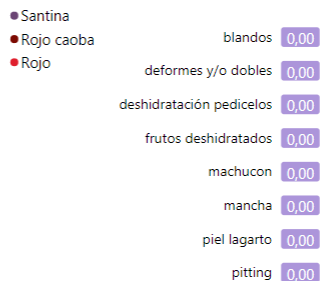 Santina
Rojo caoba
Rojo
blandos 0,00
deformes y/o dobles 0,00
deshidratación pedicelos 0,00
frutos deshidratados 0,00
machucon 0,00
mancha 0,00
piel lagarto 0,00
pitting 0,00